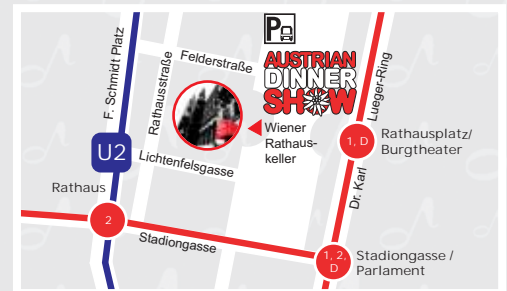 F. Schmidt Platz
Rathausstraße
Felderstraße
P
AUSTRIAN
DINNER
SHOW
Wiener
Rathaus-
keller
Dr. Karl Lueger-Ring
1, D
Rathausplatz/
Burgtheater
U2
Lichtenfelsgasse
Rathaus
2
Stadiongasse
1, 2,
D
Stadiongasse /
Parlament